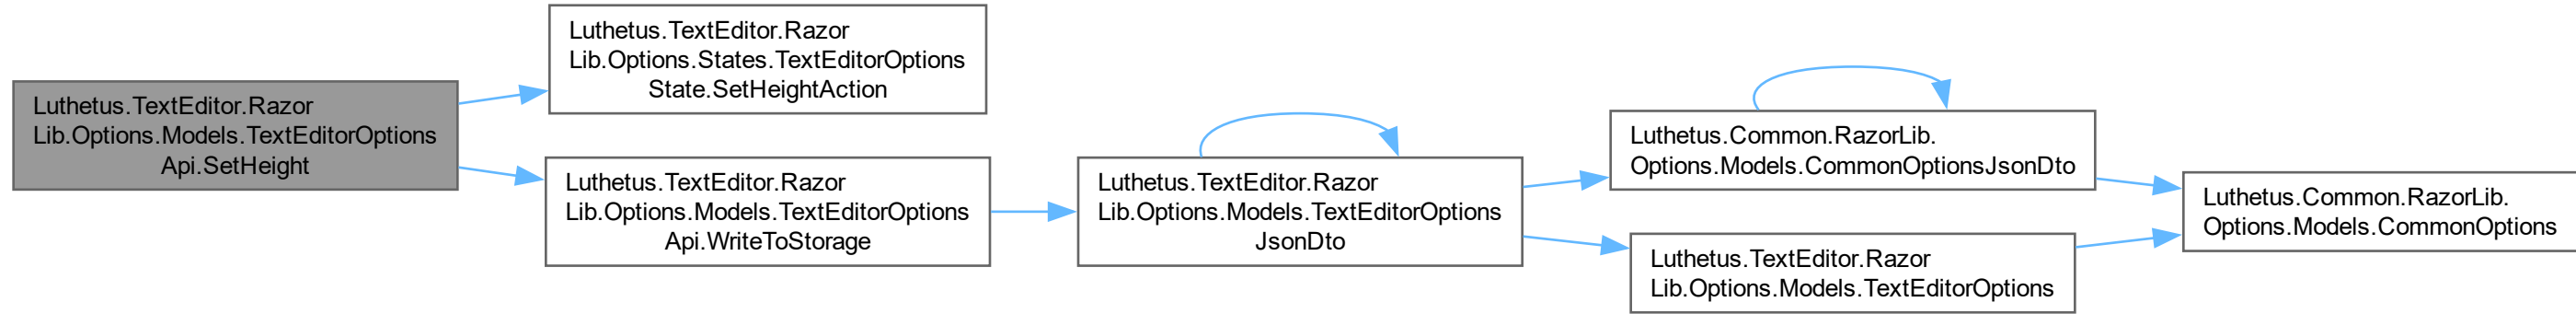 Luthetus.TextEditor.Razor
Lib.Options.Models.TextEditorOptions
Api.SetHeight
Luthetus.TextEditor.Razor
Lib.Options.States.TextEditorOptions
State.SetHeightAction
Luthetus.TextEditor.Razor
Lib.Options.Models.TextEditorOptions
Api.WriteToStorage
Luthetus.TextEditor.Razor
Lib.Options.Models.TextEditorOptions
JsonDto
Luthetus.Common.RazorLib.
Options.Models.CommonOptionsJsonDto
Luthetus.TextEditor.Razor
Lib.Options.Models.TextEditorOptions
Luthetus.Common.RazorLib.
Options.Models.CommonOptions